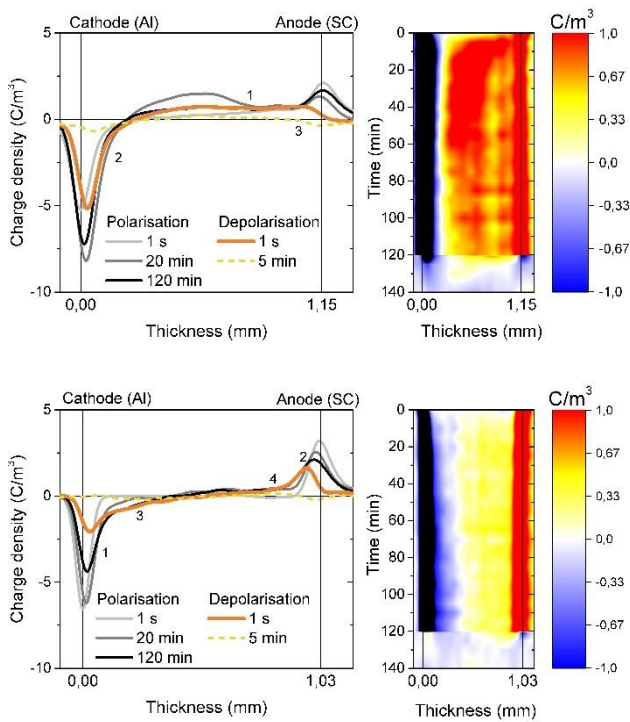 Cathode (Al)
Anode (SC)
5
0
-5
-10
Charge density (C/m³)
1
2
3
Polarisation
Depolarisation
1 s
1 s
20 min
5 min
120 min
0,00
1,15
Thickness (mm)
0
20
40
60
80
100
120
140
Time (min)
0,00
1,15
Thickness (mm)
C/m³
1,0
0,67
0,33
0,0
-0,33
-0,67
-1,0
Cathode (Al)
Anode (SC)
5
0
-5
-10
Charge density (C/m³)
2
4
3
1
Polarisation
Depolarisation
1 s
1 s
20 min
5 min
120 min
0,00
1,03
Thickness (mm)
0
20
40
60
80
100
120
140
Time (min)
0,00
1,03
Thickness (mm)
C/m³
1,0
0,67
0,33
0,0
-0,33
-0,67
-1,0